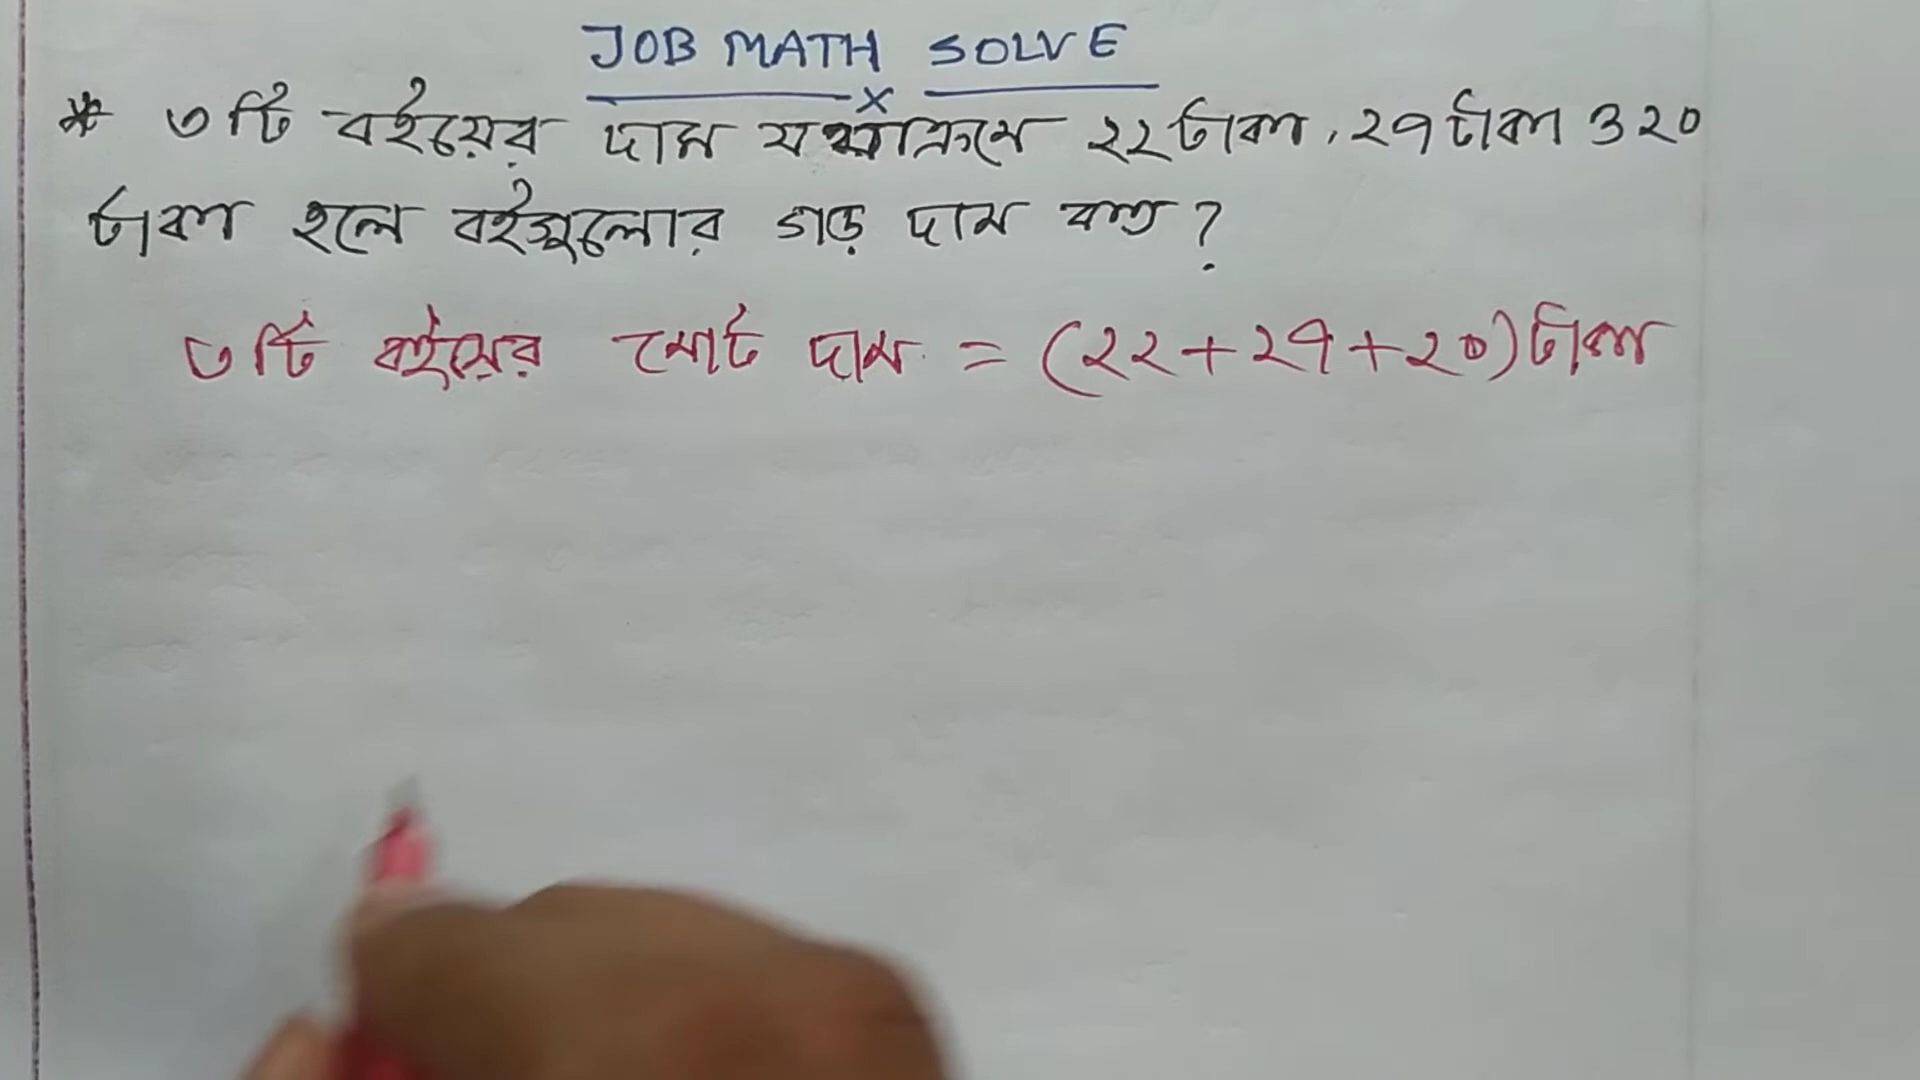 JOB MATH SOLVE
x
* ৩টি বইয়ের দাম যথাক্রমে ২২টাকা, ২৭টাকা ও ২০
টাকা হলে বইগুলোর গড় দাম কত?
৩টি বইয়ের মোট দাম = (২২+২৭+২০)টাকা